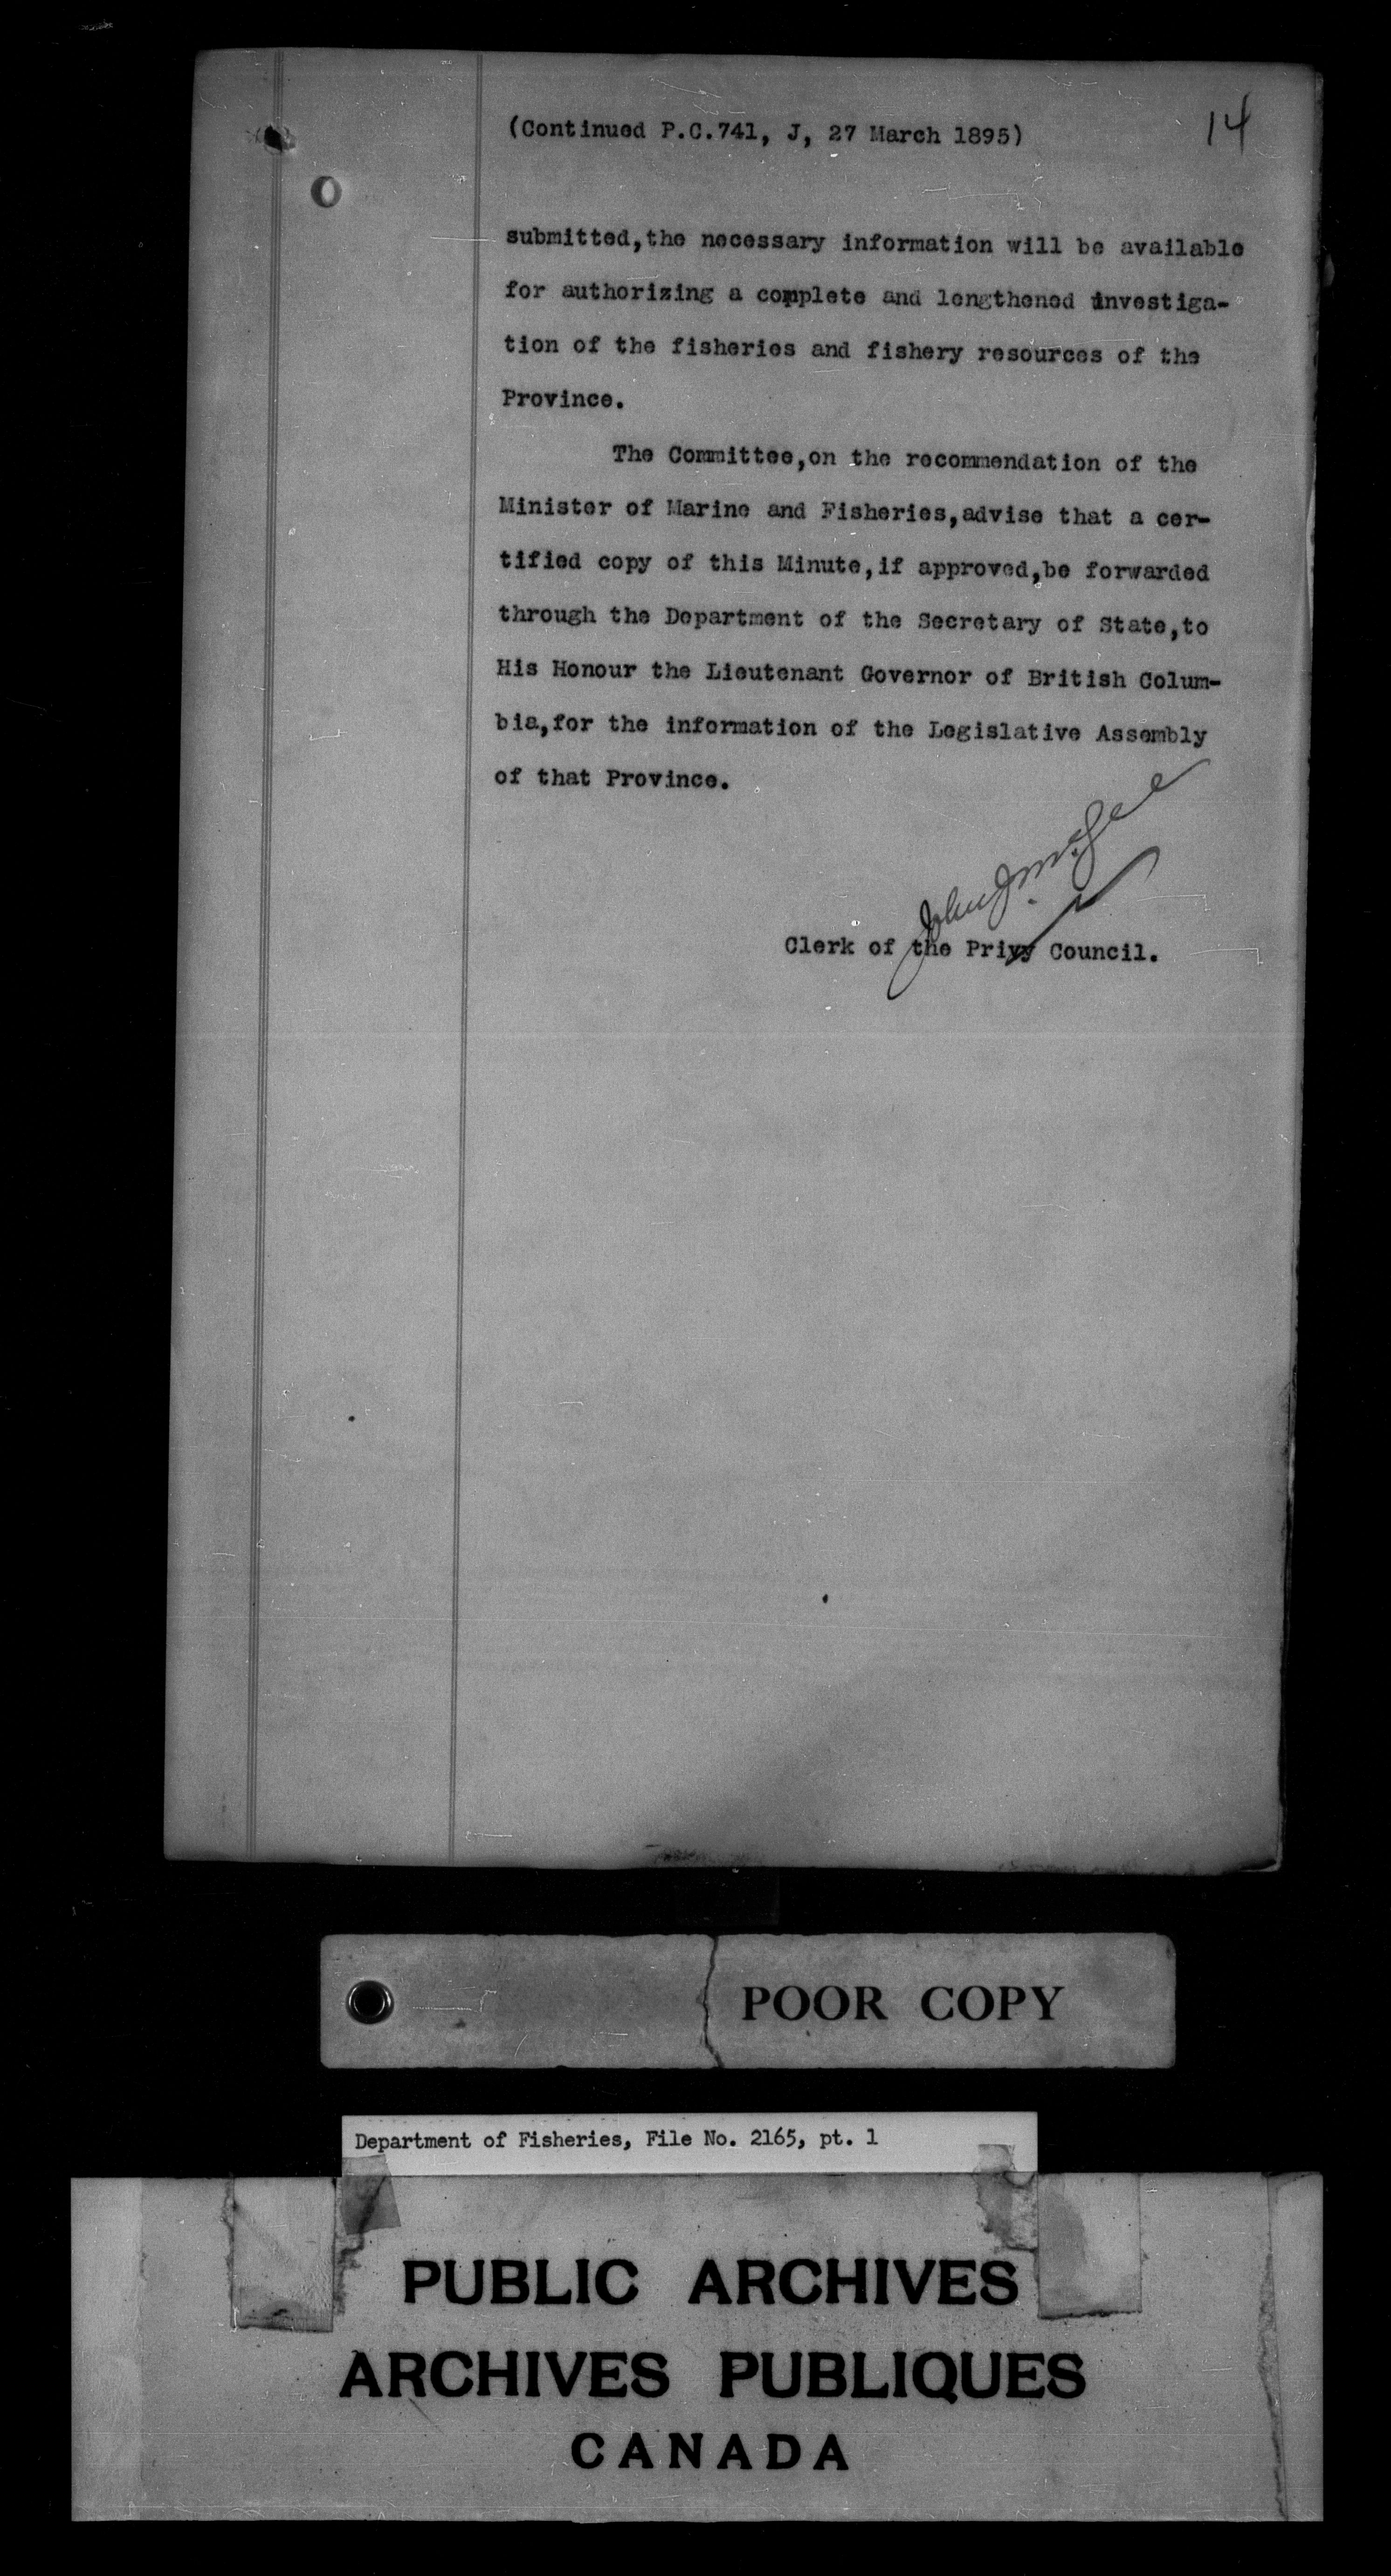 (Continued P.C.741, J, 27 March 1895)
14
submitted,the necessary information will be available
for authorizing a complete and lengthened investiga-
tion of the fisheries and fishery resources of the
Province.
The Committee,on the recommendation of the
Minister of Marine and Fisheries,advise that a cer-
tified copy of this Minute,if approved,be forwarded
through the Department of the Secretary of State,to
His Honour the Lieutenant Governor of British Colum-
bia,for the information of the Legislative Assembly
of that Province.
John J. McGee
Clerk of the Privy Council.
POOR COPY
Department of Fisheries, File No. 2165, pt. 1
PUBLIC ARCHIVES
ARCHIVES PUBLIQUES
CANADA